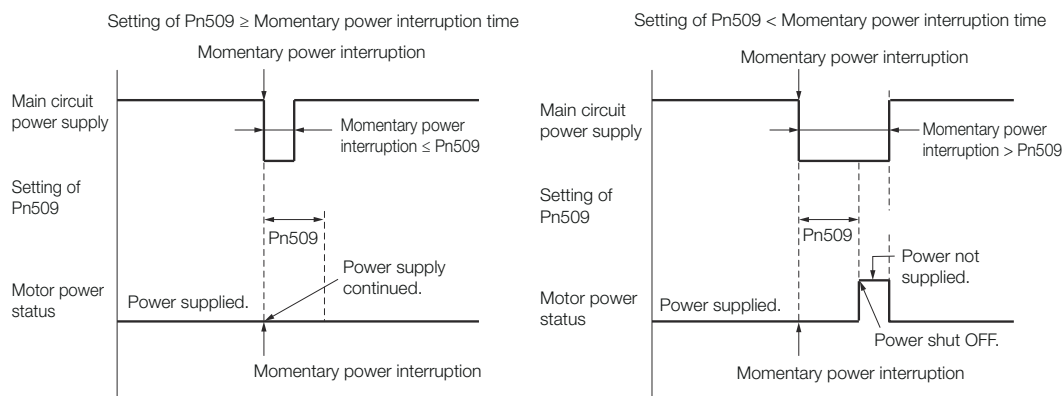 Setting of Pn509 ≥ Momentary power interruption time
Momentary power interruption
Main circuit
power supply
Momentary power
interruption ≤ Pn509
Setting of
Pn509
Pn509
Power supply
continued.
Motor power
status
Power supplied.
Momentary power interruption
Setting of Pn509 < Momentary power interruption time
Momentary power interruption
Main circuit
power supply
Momentary power
interruption > Pn509
Setting of
Pn509
Pn509
Power not
supplied.
Motor power
status
Power supplied.
Power shut OFF.
Momentary power interruption